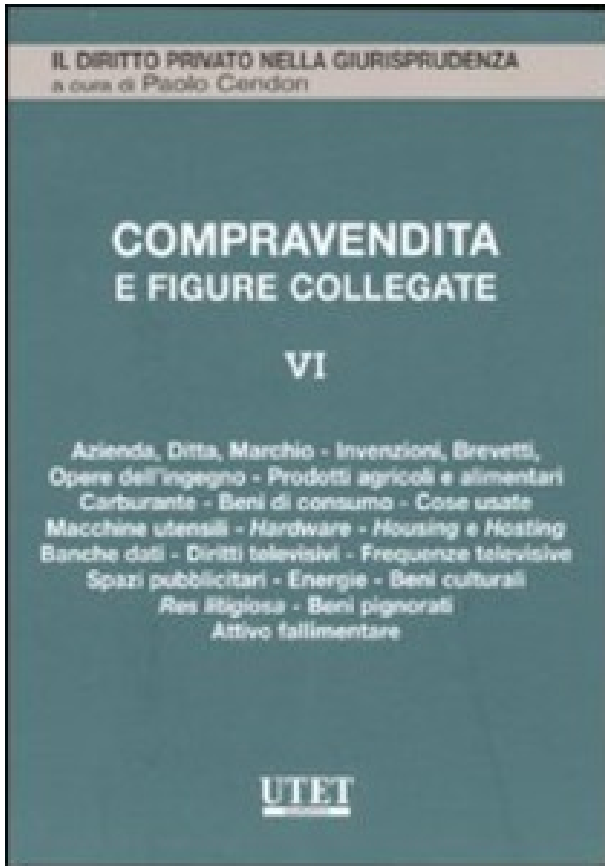 IL DIRITTO PRIVATO NELLA GIURISPRUDENZA
a cura di Paolo Cendon
COMPRAVENDITA
E FIGURE COLLEGATE
VI
Azienda, Ditta, Marchio - Invenzioni, Brevetti,
Opere dell'ingegno - Prodotti agricoli e alimentari
Carburante - Beni di consumo - Cose usate
Macchine utensili - Hardware - Housing e Hosting
Banche dati - Diritti televisivi - Frequenze televisive
Spazi pubblicitari - Energie - Beni culturali
Res litigiosa - Beni pignorati
Attivo fallimentare
UTET